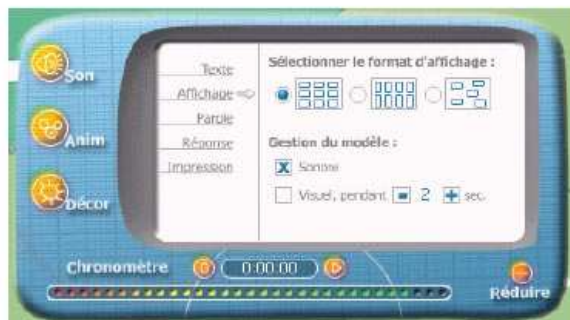 Son
Anim
Décor
Texte
Affichage
Parole
Réponse
Impression
Sélectionner le format d'affichage :
Gestion du modèle :
X Sonore
Visuel, pendant - 2 + sec.
Chronomètre
0:00.00
Réduire